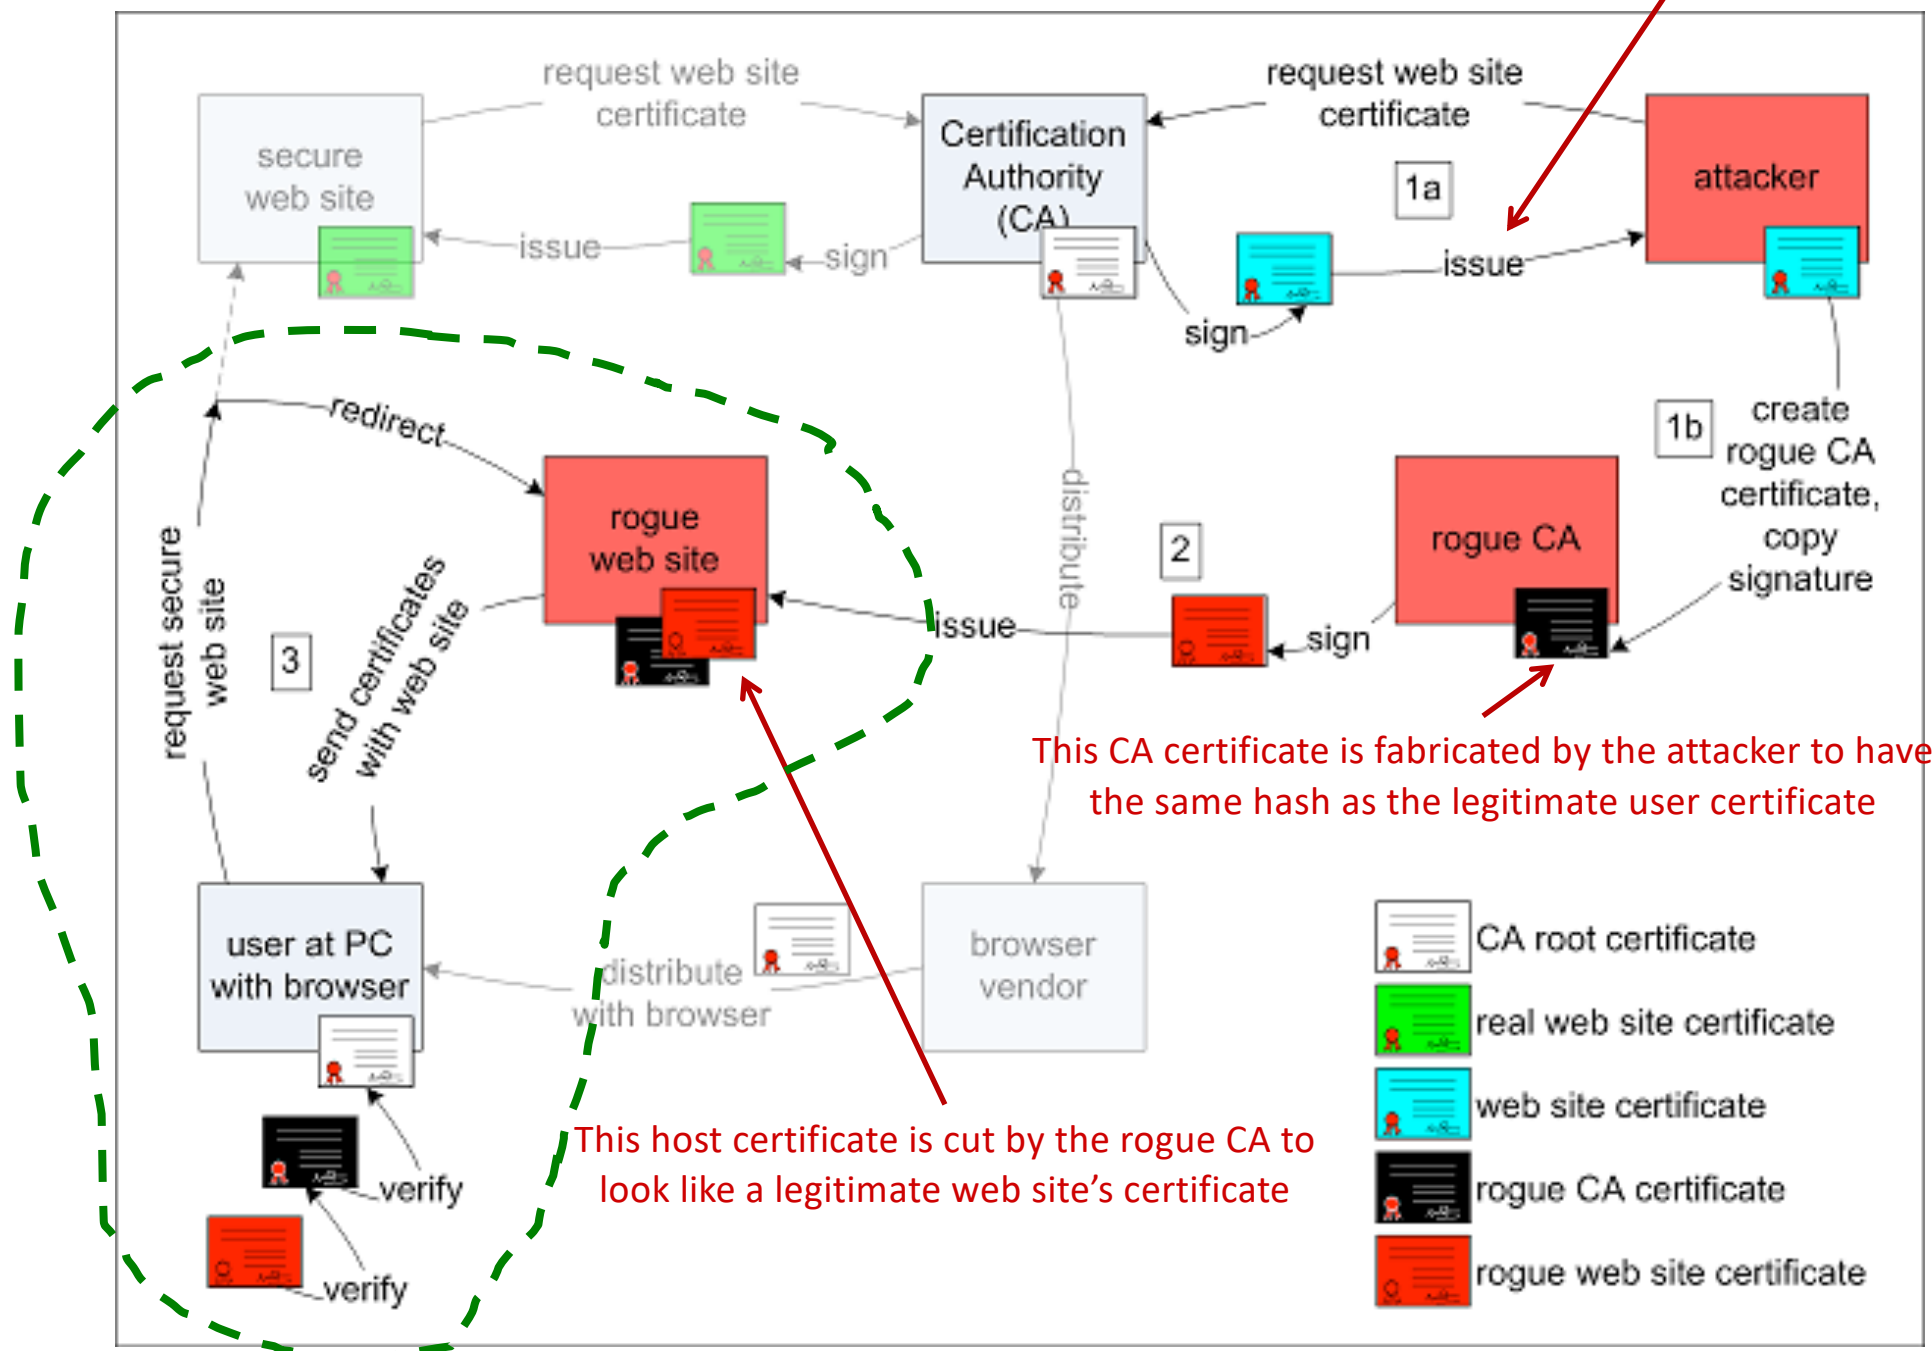 request web site
certificate
request web site
certificate
secure
web site
Certification
Authority
(CA)
1a
attacker
issue
sign
issue
sign
redirect
1b
create
rogue CA
certificate,
copy
signature
distribute
rogue
web site
2
rogue CA
request secure
web site
3
send certificates
with web site
issue
sign
This CA certificate is fabricated by the attacker to have
the same hash as the legitimate user certificate
user at PC
with browser
distribute
with browser
browser
vendor
CA root certificate
real web site certificate
web site certificate
rogue CA certificate
rogue web site certificate
This host certificate is cut by the rogue CA to
look like a legitimate web site’s certificate
verify
verify